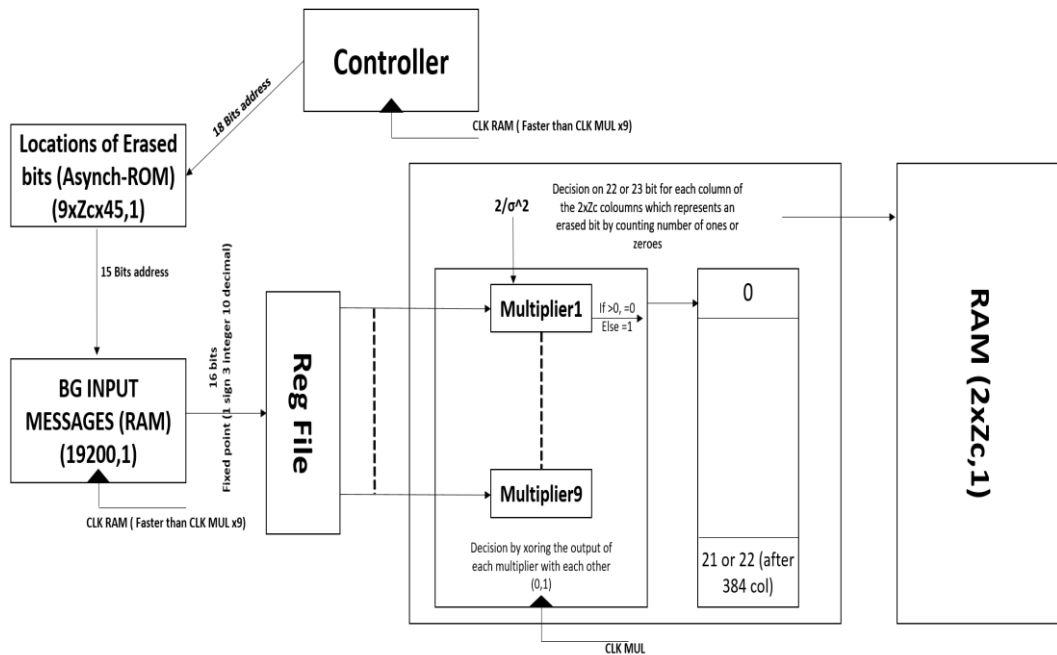 Controller
CLK RAM ( Faster than CLK MUL x9)
18 Bits address
Locations of Erased
bits (Asynch-ROM)
(9xZcx45,1)
15 Bits address
BG INPUT
MESSAGES (RAM)
(19200,1)
CLK RAM ( Faster than CLK MUL x9)
16 bits
Fixed point (1 sign 3 Integer 10 decimal)
Reg File
Decision on 22 or 23 bit for each column of
the 2xZc coloumns which represents an
erased bit by counting number of ones or
zeroes
2/σ^2
Multiplier1
If >0, =0
Else =1
Multiplier9
Decision by xoring the output of
each multiplier with each other
(0,1)
CLK MUL
0
21 or 22 (after
384 col)
RAM (2xZc,1)